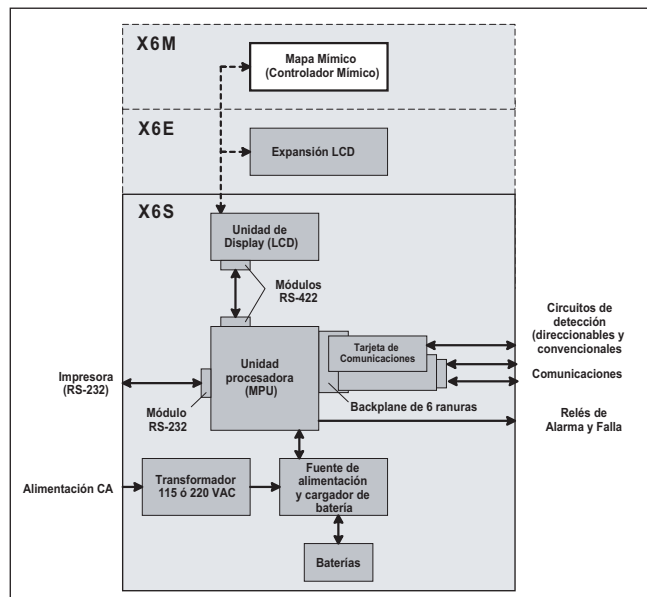 X6M
Mapa Mímico
(Controlador Mímico)
X6E
Expansión LCD
X6S
Unidad de
Display (LCD)
Módulos
RS-422
Circuitos de
detección
(direccionables y
convencionales
Tarjeta de
Comunicaciones
Unidad
procesadora
(MPU)
Comunicaciones
Impresora
(RS-232)
Módulo
RS-232
Backplane de 6 ranuras
Relés de
Alarma y Falla
Alimentación CA
Transformador
115 ó 220 VAC
Fuente de
alimentación
y cargador de
batería
Baterías